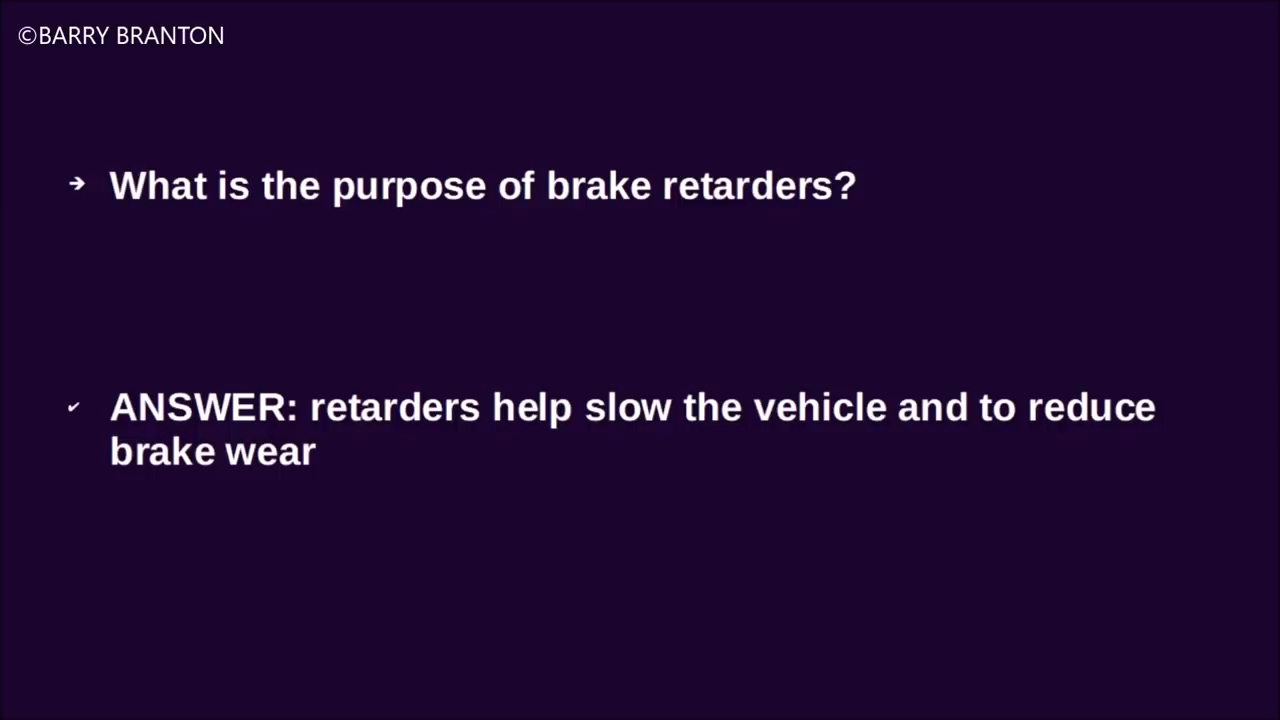 ©BARRY BRANTON
➔ What is the purpose of brake retarders?
✔ ANSWER: retarders help slow the vehicle and to reduce
brake wear